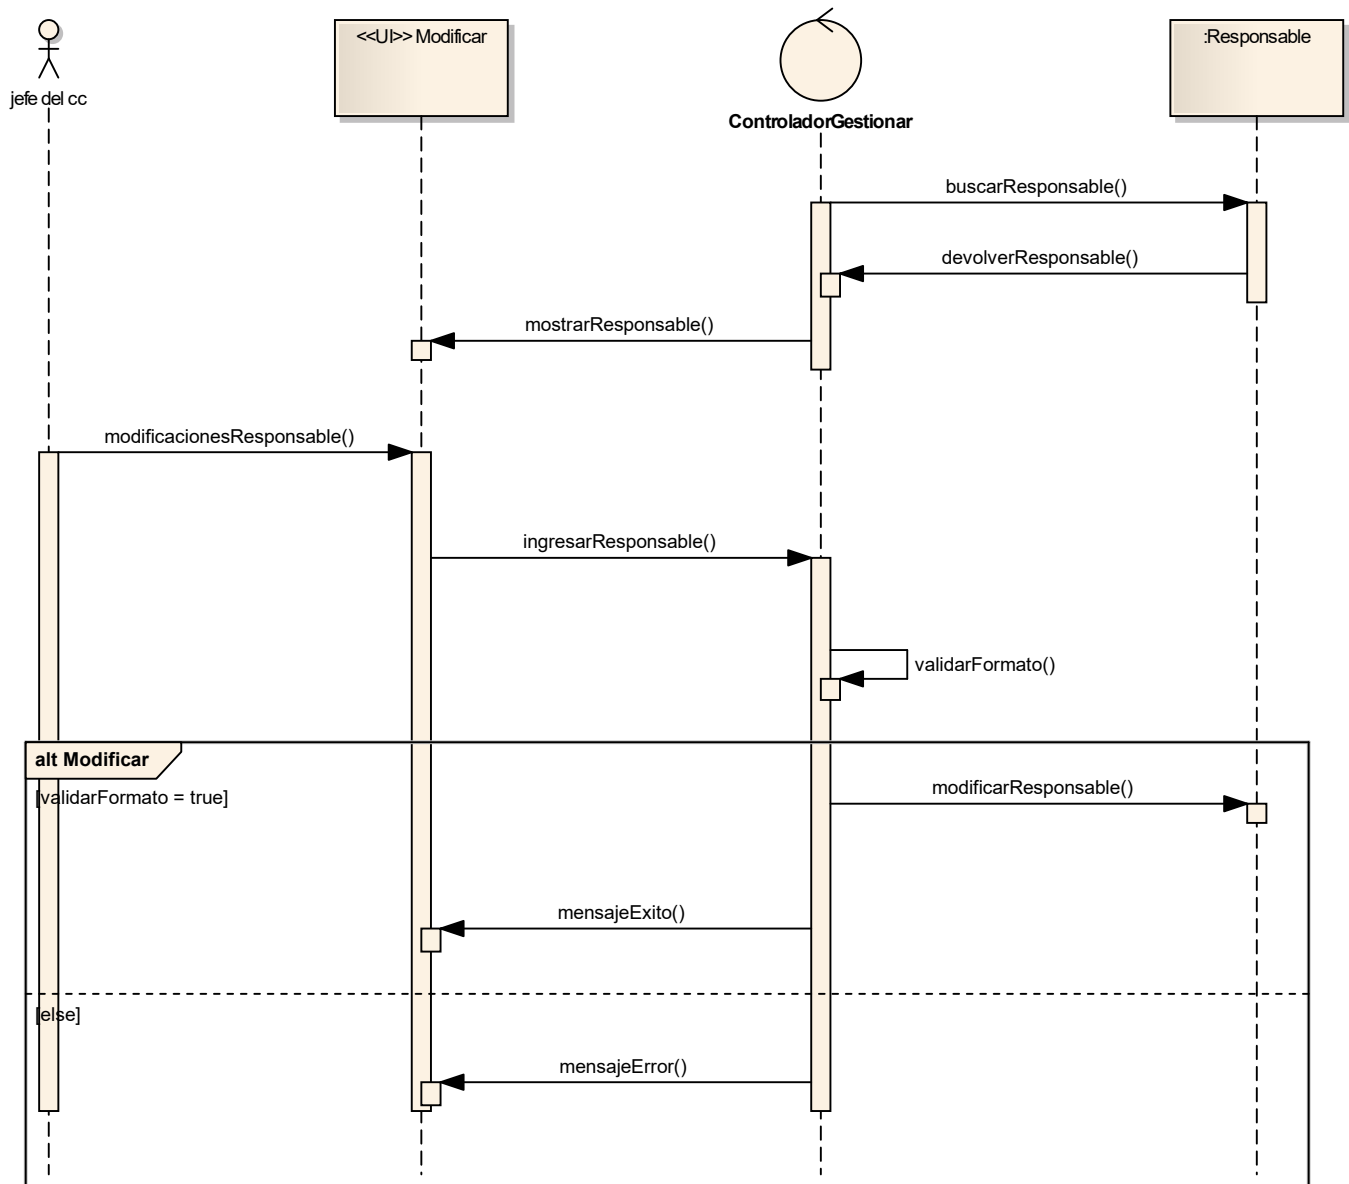 jefe del cc
<<UI>> Modificar
ControladorGestionar
:Responsable
buscarResponsable()
devolverResponsable()
mostrarResponsable()
modificacionesResponsable()
ingresarResponsable()
validarFormato()
alt Modificar
[validarFormato = true]
modificarResponsable()
mensajeExito()
[else]
mensajeError()